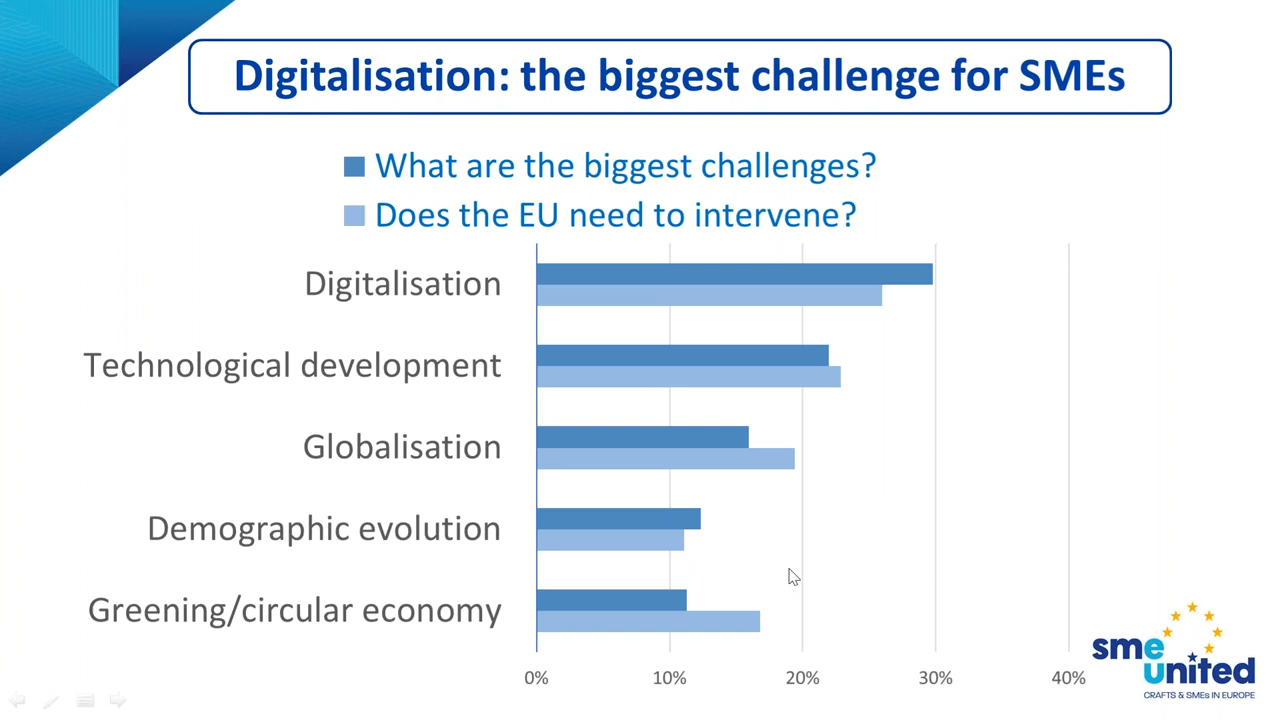 Digitalisation: the biggest challenge for SMEs
What are the biggest challenges?
Does the EU need to intervene?
Digitalisation
Technological development
Globalisation
Demographic evolution
Greening/circular economy
0% 10% 20% 30% 40%
sme
united
CRAFTS & SMEs IN EUROPE